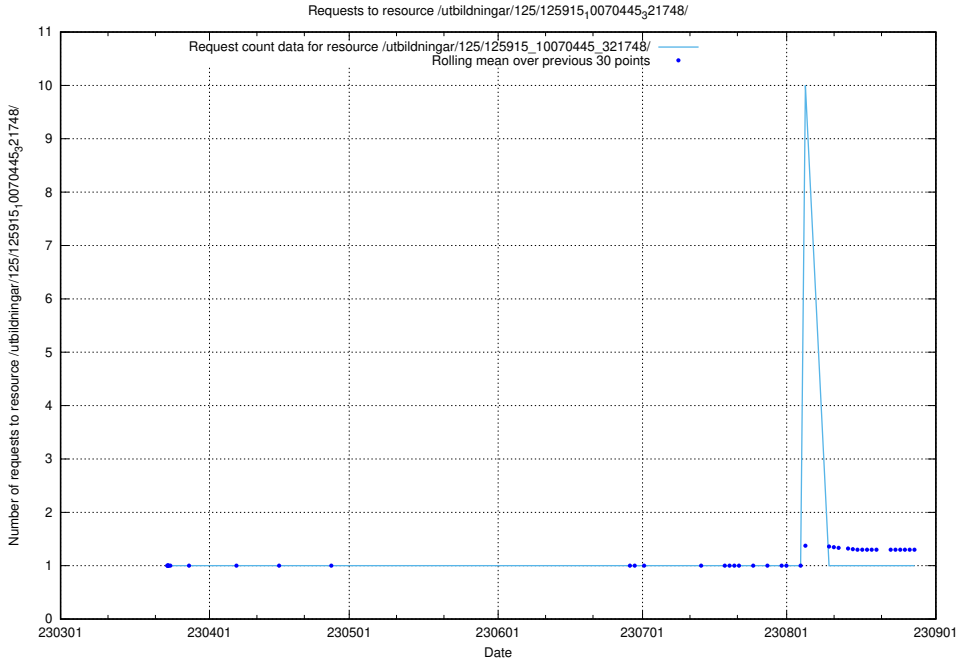 Requests to resource /utbildningar/125/125915₁0070445₃21748/
Request count data for resource /utbildningar/125/125915_10070445_321748/
Rolling mean over previous 30 points
Number of requests to resource /utbildningar/125/125915₁0070445₃21748/
11
10
9
8
7
6
5
4
3
2
1
0
230301 230401 230501 230601 230701 230801 230901
Date